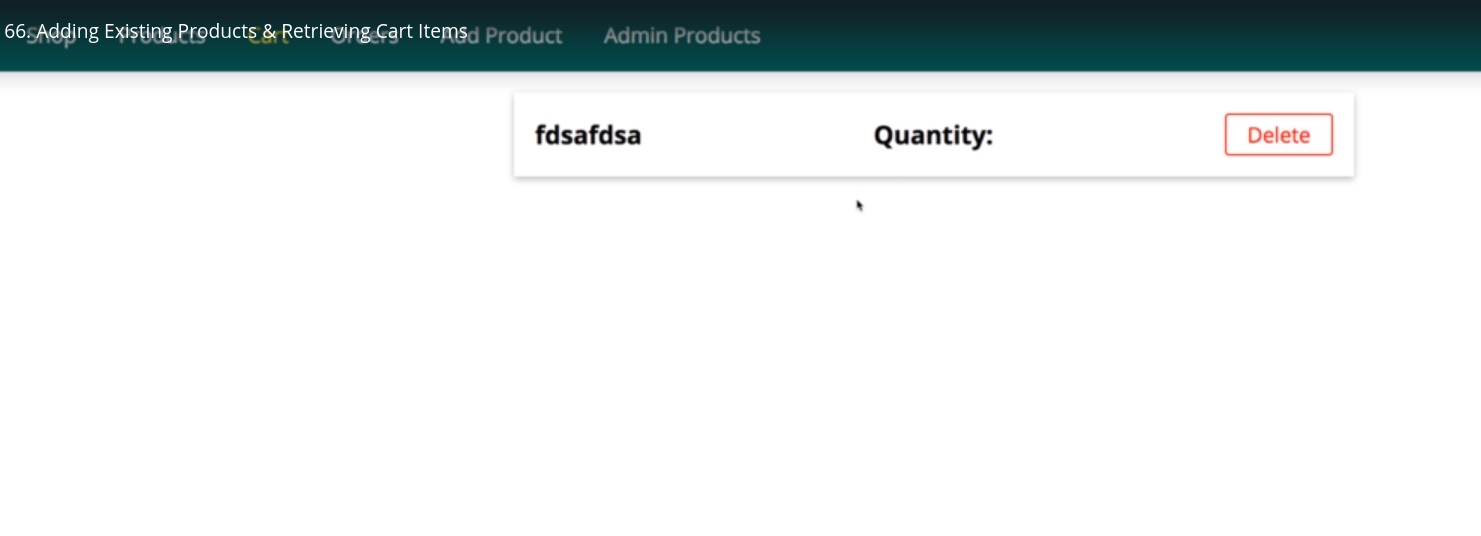 66. Adding Existing Products & Retrieving Cart Items
Shop Products Cart Orders Add Product Admin Products
fdsafdsa Quantity: Delete